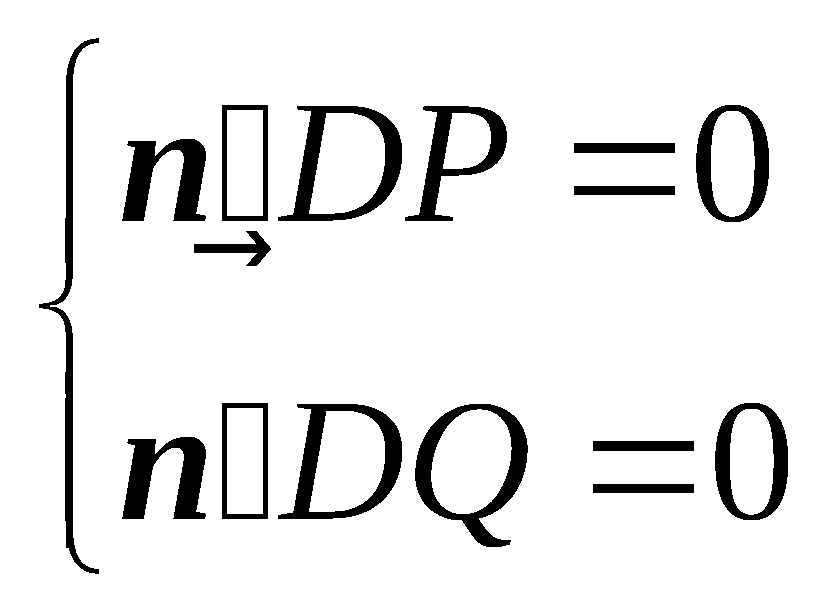 n▯DP =0
→
n▯DQ =0